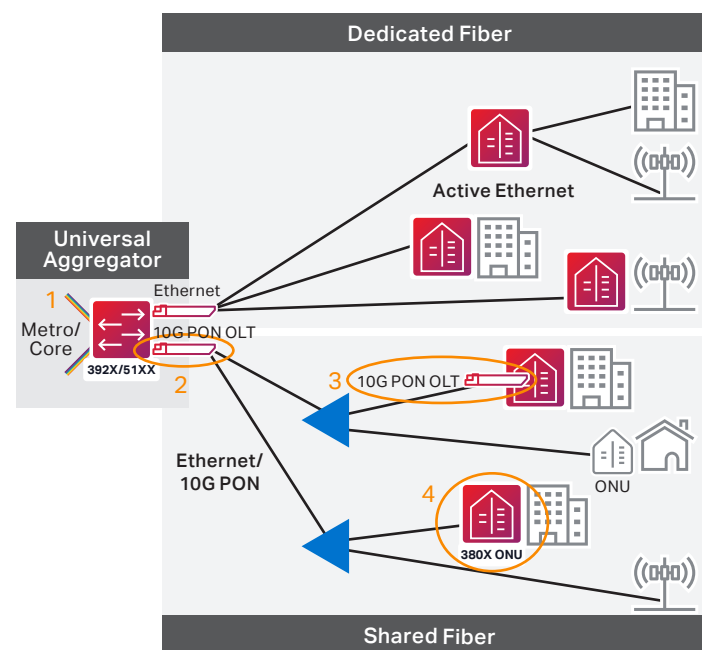 Dedicated Fiber
Active Ethernet
Universal
Aggregator
1
Metro/
Core
Ethernet
10G PON OLT
392X/51XX
2
3
10G PON OLT
ONU
Ethernet/
10G PON
4
380X ONU
Shared Fiber